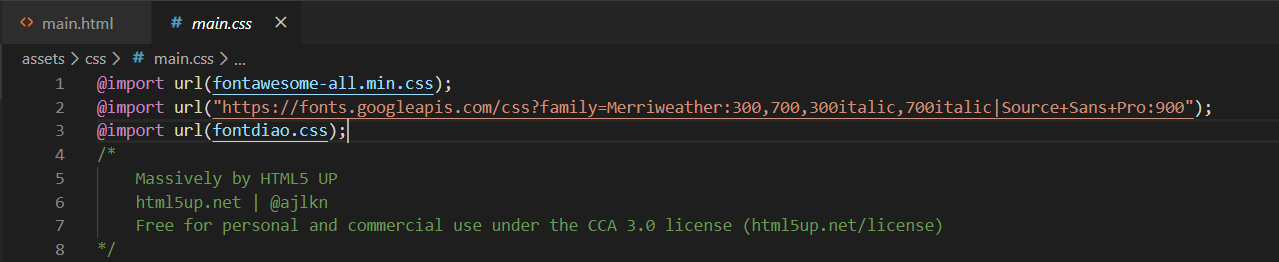 <> main.html # main.css ×
assets > css > # main.css > ...
1 @import url(fontawesome-all.min.css);
2 @import url("https://fonts.googleapis.com/css?family=Merriweather:300,700,300italic,700italic|Source+Sans+Pro:900");
3 @import url(fontdiao.css);
4 /*
5 Massively by HTML5 UP
6 html5up.net | @ajlkn
7 Free for personal and commercial use under the CCA 3.0 license (html5up.net/license)
8 */